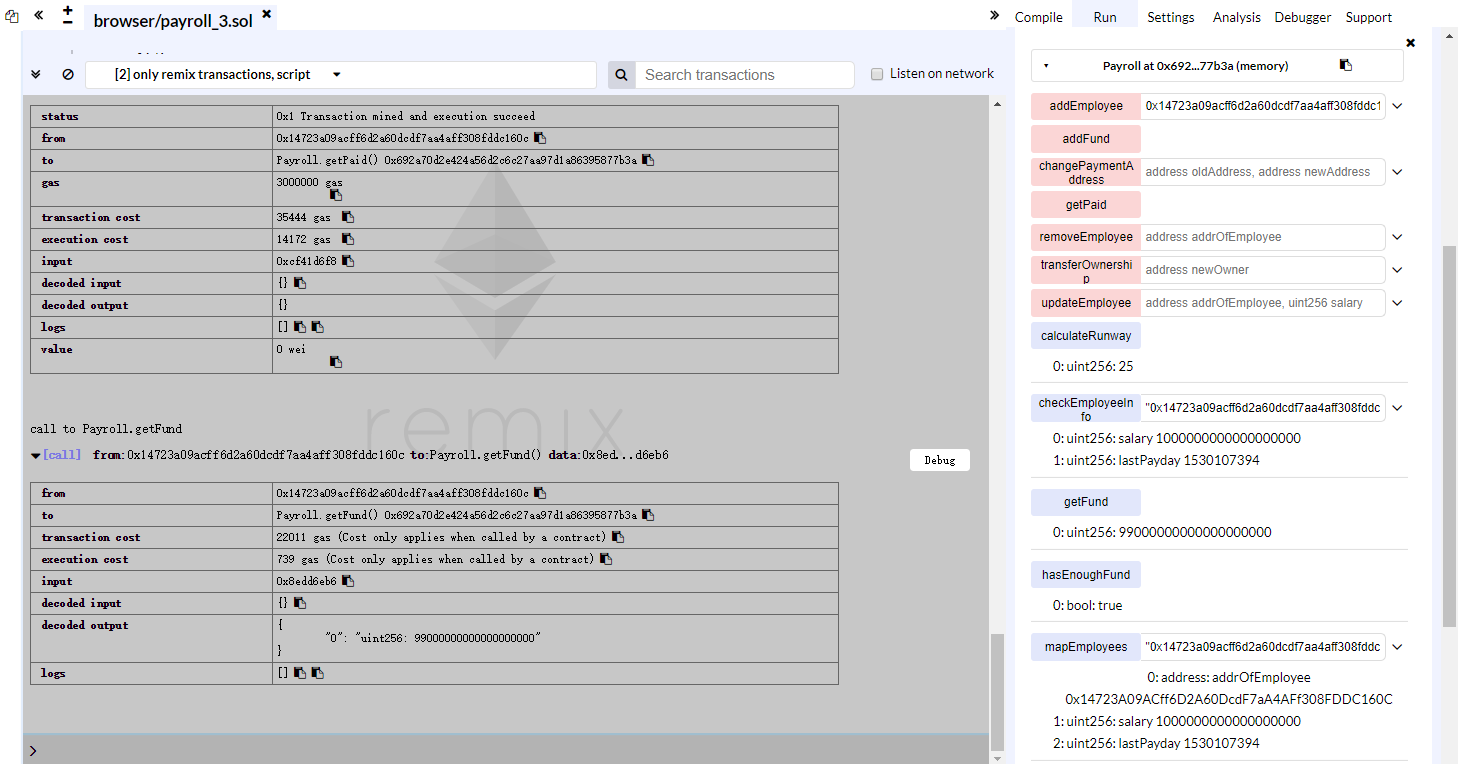 browser/payroll_3.sol
Compile Run Settings Analysis Debugger Support
[2] only remix transactions, script
Search transactions
Listen on network
status 0x1 Transaction mined and execution succeed
from 0x14723a09acff6d2a60dcdf7aa4aff308fddc160c
to Payroll.getPaid() 0x692a70d2e424a56d2c6c27aa97d1a86395877b3a
gas 3000000 gas
transaction cost 35444 gas
execution cost 14172 gas
input 0xcf41d6f8
decoded input {}
decoded output {}
logs []
value 0 wei
remix
call to Payroll.getFund
[call] from:0x14723a09acff6d2a60dcdf7aa4aff308fddc160c to:Payroll.getFund() data:0x8ed...d6eb6
Debug
from 0x14723a09acff6d2a60dcdf7aa4aff308fddc160c
to Payroll.getFund() 0x692a70d2e424a56d2c6c27aa97d1a86395877b3a
transaction cost 22011 gas (Cost only applies when called by a contract)
execution cost 739 gas (Cost only applies when called by a contract)
input 0x8edd6eb6
decoded input {}
decoded output {
"0": "uint256: 99000000000000000000"
}
logs []
>
Payroll at 0x692...77b3a (memory)
addEmployee 0x14723a09acff6d2a60dcdf7aa4aff308fddc1
addFund
changePaymentA
ddress
address oldAddress, address newAddress
getPaid
removeEmployee address addrOfEmployee
transferOwnershi
p
address newOwner
updateEmployee address addrOfEmployee, uint256 salary
calculateRunway
0: uint256: 25
checkEmployeeIn
fo
"0x14723a09acff6d2a60dcdf7aa4aff308fddc
0: uint256: salary 1000000000000000000
1: uint256: lastPayday 1530107394
getFund
0: uint256: 99000000000000000000
hasEnoughFund
0: bool: true
mapEmployees "0x14723a09acff6d2a60dcdf7aa4aff308fddc
0: address: addrOfEmployee
0x14723A09ACff6D2A60DcdF7aA4AFf308FDDC160C
1: uint256: salary 1000000000000000000
2: uint256: lastPayday 1530107394